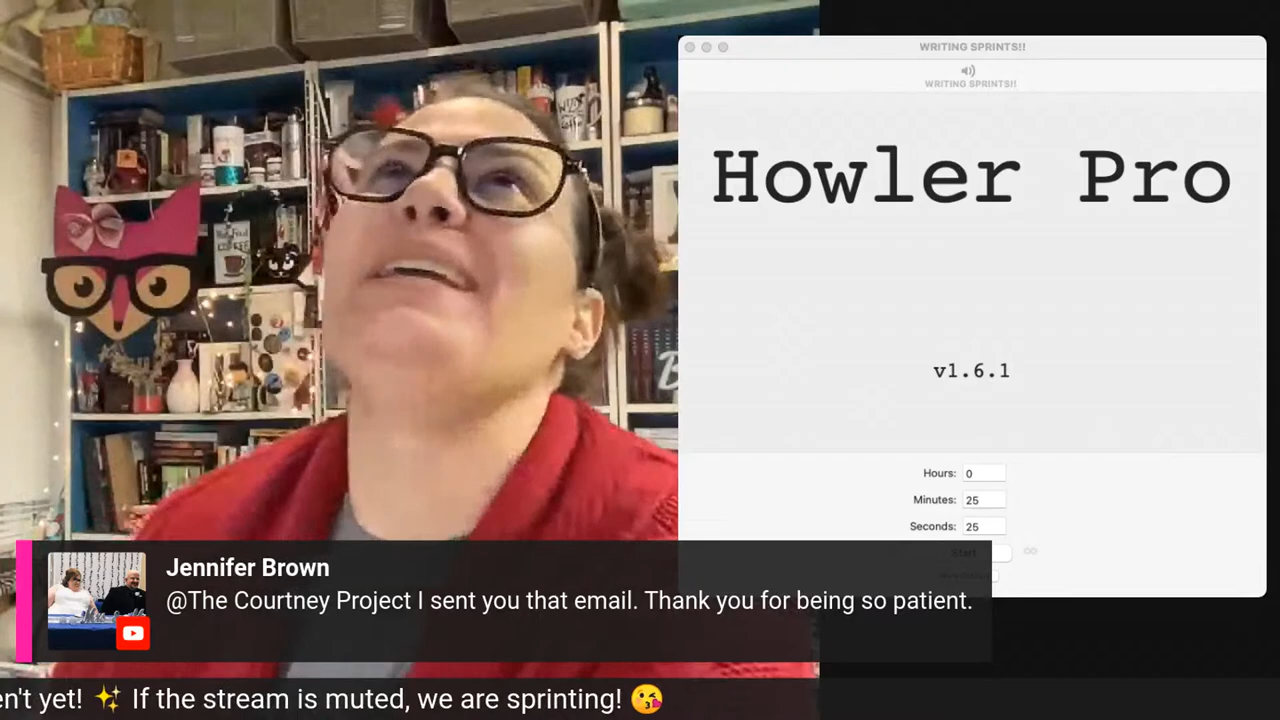 WRITING SPRINTS!!
WRITING SPRINTS!!
Howler Pro
v1.6.1
Hours: 0
Minutes: 25
Seconds: 25
Start
Jennifer Brown
@The Courtney Project I sent you that email. Thank you for being so patient.
en't yet! ✨ If the stream is muted, we are sprinting! 😘